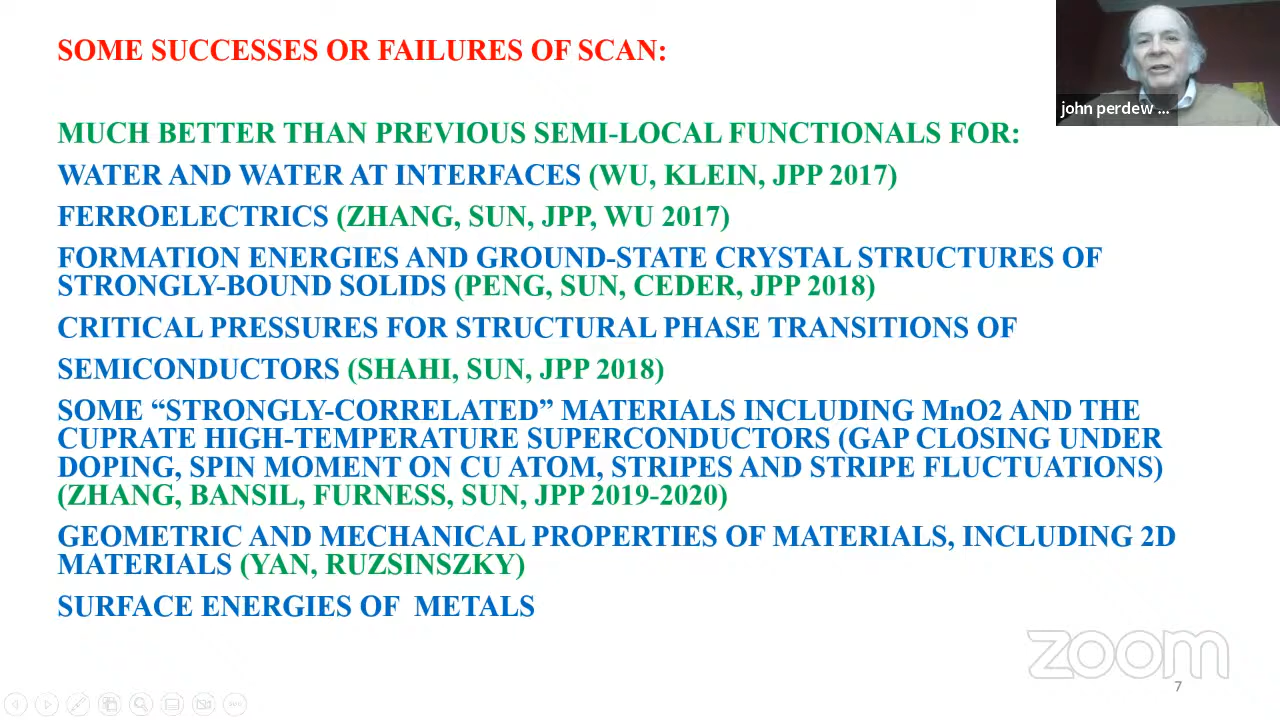 SOME SUCCESSES OR FAILURES OF SCAN:
john perdew ...
MUCH BETTER THAN PREVIOUS SEMI-LOCAL FUNCTIONALS FOR:
WATER AND WATER AT INTERFACES (WU, KLEIN, JPP 2017)
FERROELECTRICS (ZHANG, SUN, JPP, WU 2017)
FORMATION ENERGIES AND GROUND-STATE CRYSTAL STRUCTURES OF
STRONGLY-BOUND SOLIDS (PENG, SUN, CEDER, JPP 2018)
CRITICAL PRESSURES FOR STRUCTURAL PHASE TRANSITIONS OF
SEMICONDUCTORS (SHAHI, SUN, JPP 2018)
SOME “STRONGLY-CORRELATED” MATERIALS INCLUDING MnO2 AND THE
CUPRATE HIGH-TEMPERATURE SUPERCONDUCTORS (GAP CLOSING UNDER
DOPING, SPIN MOMENT ON CU ATOM, STRIPES AND STRIPE FLUCTUATIONS)
(ZHANG, BANSIL, FURNESS, SUN, JPP 2019-2020)
GEOMETRIC AND MECHANICAL PROPERTIES OF MATERIALS, INCLUDING 2D
MATERIALS (YAN, RUZSINSZKY)
SURFACE ENERGIES OF METALS
zoom
7